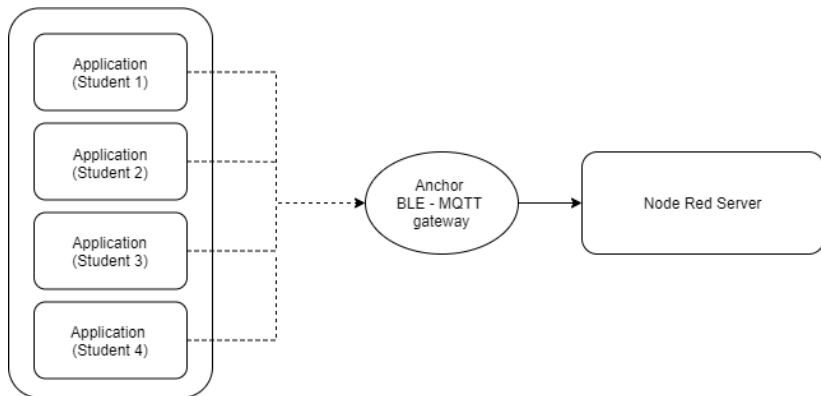 Application
(Student 1)
Application
(Student 2)
Application
(Student 3)
Application
(Student 4)
Anchor
BLE - MQTT
gateway
Node Red Server